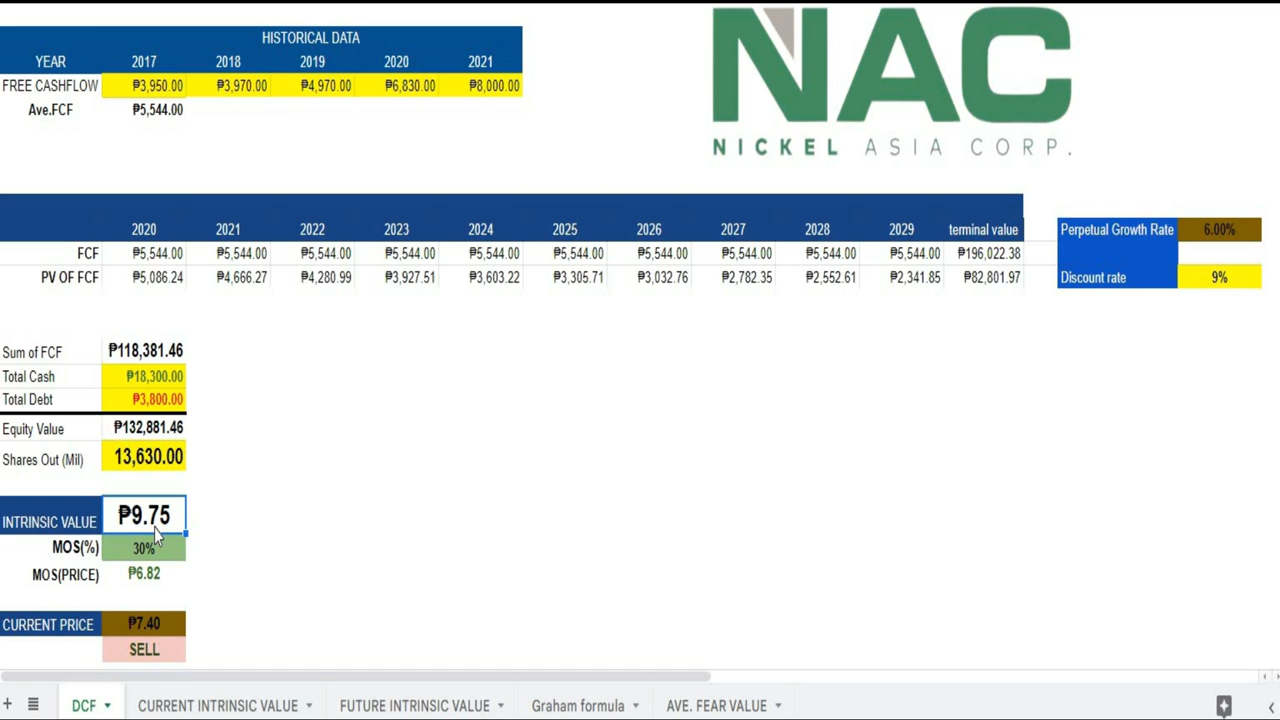 HISTORICAL DATA
YEAR 2017 2018 2019 2020 2021
FREE CASHFLOW ₱3,950.00 ₱3,970.00 ₱4,970.00 ₱6,830.00 ₱8,000.00
Ave.FCF ₱5,544.00
NAC
NICKEL ASIA CORP.
2020 2021 2022 2023 2024 2025 2026 2027 2028 2029 terminal value
FCF ₱5,544.00 ₱5,544.00 ₱5,544.00 ₱5,544.00 ₱5,544.00 ₱5,544.00 ₱5,544.00 ₱5,544.00 ₱5,544.00 ₱5,544.00 ₱196,022.38
PV OF FCF ₱5,086.24 ₱4,666.27 ₱4,280.99 ₱3,927.51 ₱3,603.22 ₱3,305.71 ₱3,032.76 ₱2,782.35 ₱2,552.61 ₱2,341.85 ₱82,801.97
Perpetual Growth Rate 6.00%
Discount rate 9%
Sum of FCF ₱118,381.46
Total Cash ₱18,300.00
Total Debt ₱3,800.00
Equity Value ₱132,881.46
Shares Out (Mil) 13,630.00
INTRINSIC VALUE ₱9.75
MOS(%) 30%
MOS(PRICE) ₱6.82
CURRENT PRICE ₱7.40
SELL
DCF CURRENT INTRINSIC VALUE FUTURE INTRINSIC VALUE Graham formula AVE. FEAR VALUE